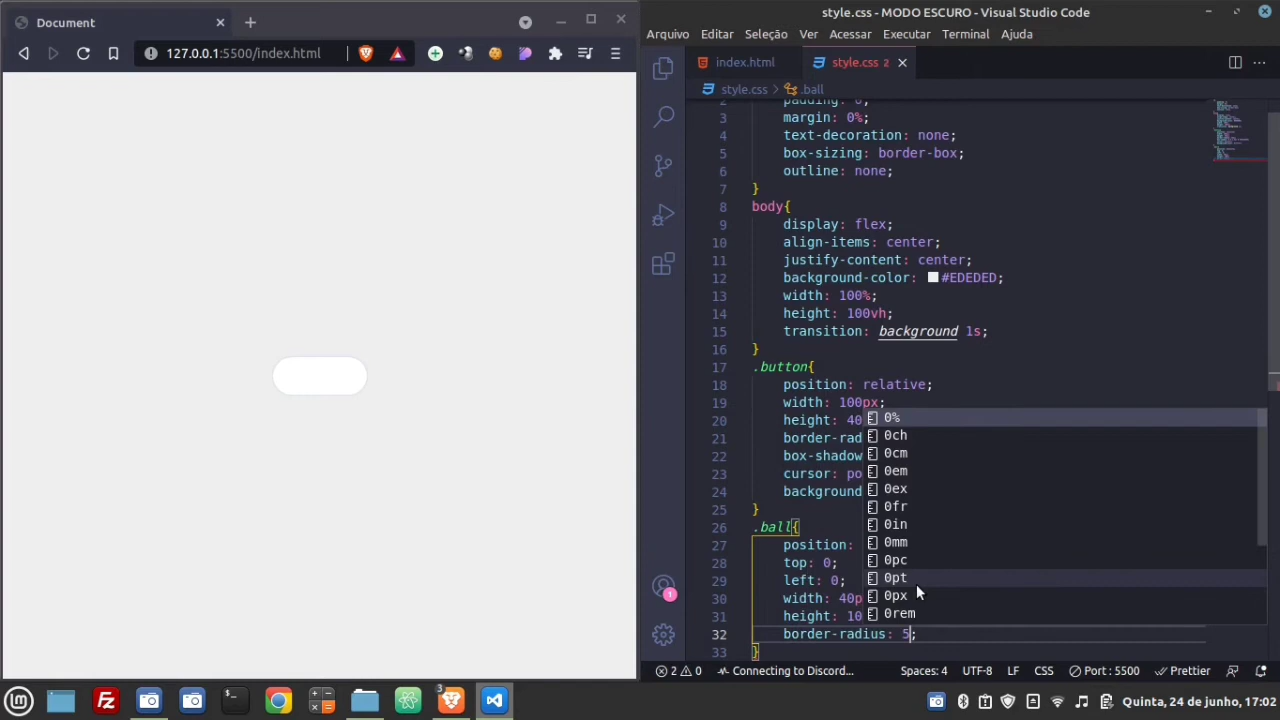 Document
127.0.0.1:5500/index.html
style.css - MODO ESCURO - Visual Studio Code
Arquivo Editar Seleção Ver Acessar Executar Terminal Ajuda
index.html
style.css 2
style.css > .ball
2 padding: 0;
3 margin: 0%;
4 text-decoration: none;
5 box-sizing: border-box;
6 outline: none;
7 }
8 body{
9 display: flex;
10 align-items: center;
11 justify-content: center;
12 background-color: #EDEDED;
13 width: 100%;
14 height: 100vh;
15 transition: background 1s;
16 }
17 .button{
18 position: relative;
19 width: 100px;
20 height: 40
21 border-rad
22 box-shadow
23 cursor: po
24 background
25 }
26 .ball{
27 position:
28 top: 0;
29 left: 0;
30 width: 40p
31 height: 10
32 border-radius: 5;
33 }
0%
0ch
0cm
0em
0ex
0fr
0in
0mm
0pc
0pt
0px
0rem
1
2 0 Connecting to Discord... Spaces: 4 UTF-8 LF CSS Port : 5500 Prettier
3
Quinta, 24 de junho, 17:02